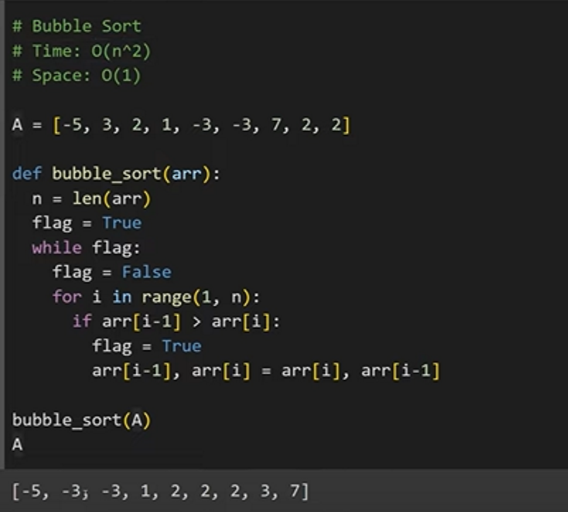 # Bubble Sort
# Time: O(n^2)
# Space: O(1)
A = [-5, 3, 2, 1, -3, -3, 7, 2, 2]
def bubble_sort(arr):
  n = len(arr)
  flag = True
  while flag:
    flag = False
    for i in range(1, n):
      if arr[i-1] > arr[i]:
        flag = True
        arr[i-1], arr[i] = arr[i], arr[i-1]
bubble_sort(A)
A
[-5, -3, -3, 1, 2, 2, 2, 3, 7]